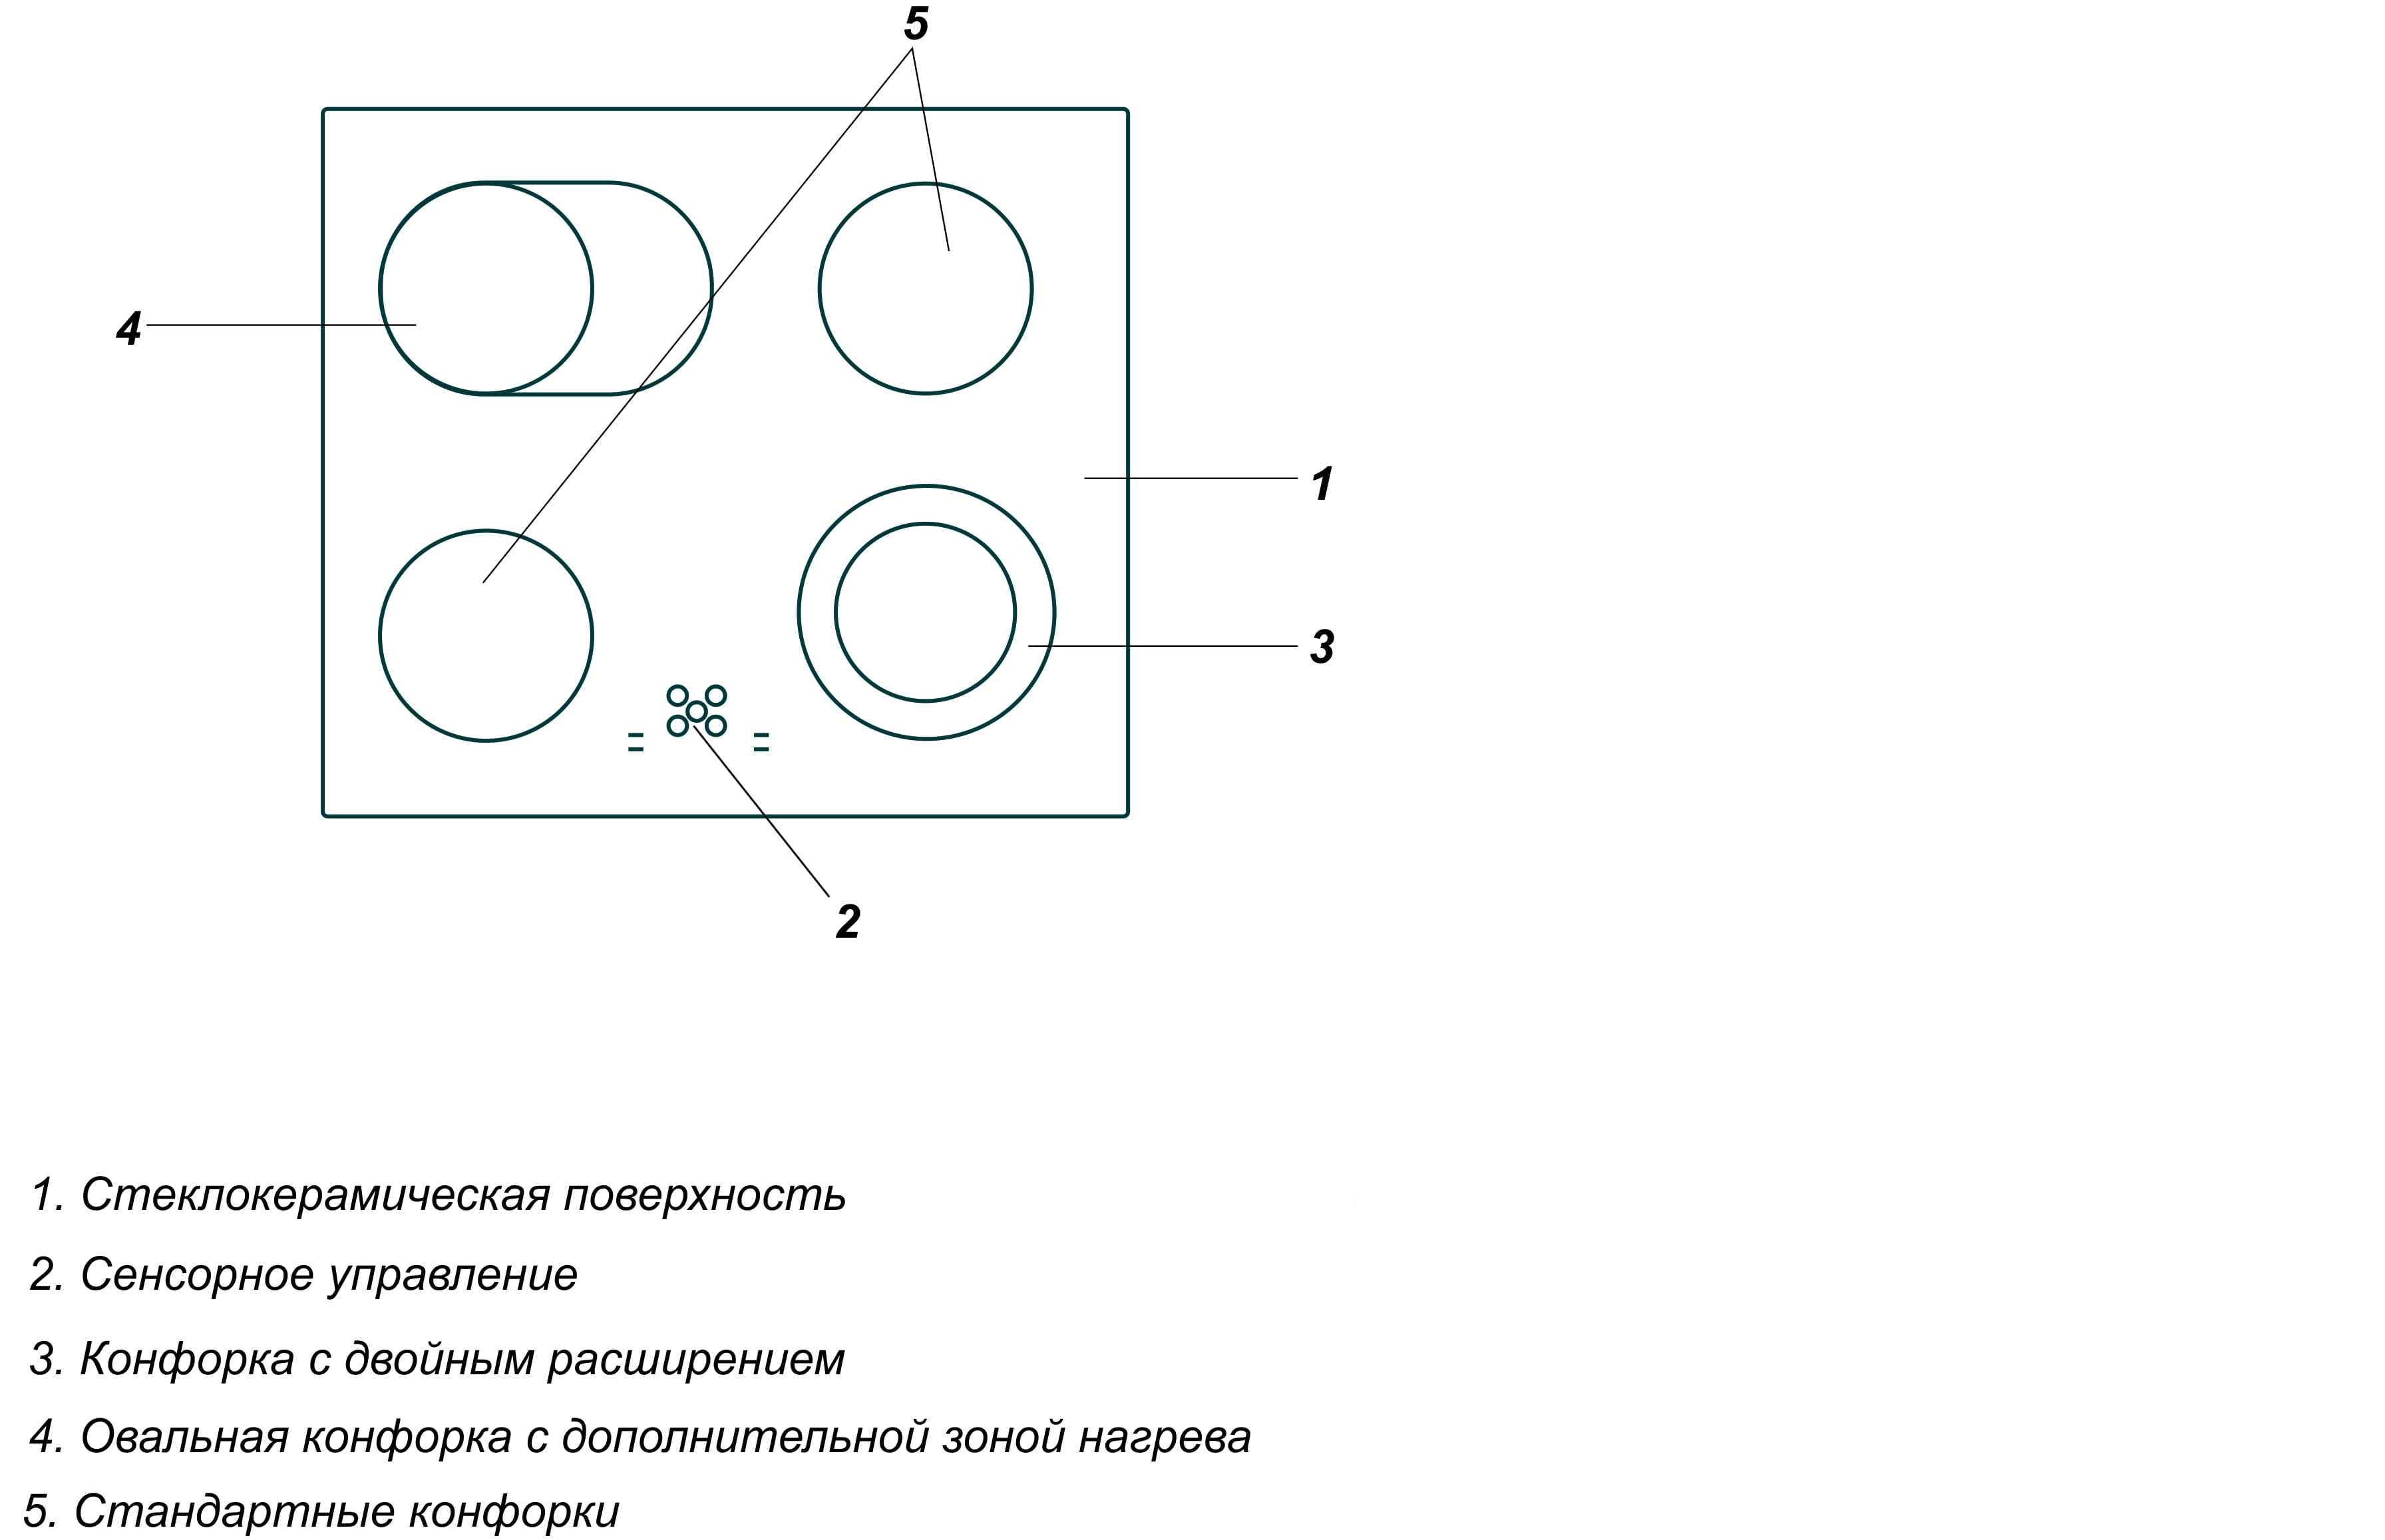 5
4
1
3
2
1. Стеклокерамическая поверхность
2. Сенсорное управление
3. Конфорка с двойным расширением
4. Овальная конфорка с дополнительной зоной нагрева
5. Стандартные конфорки